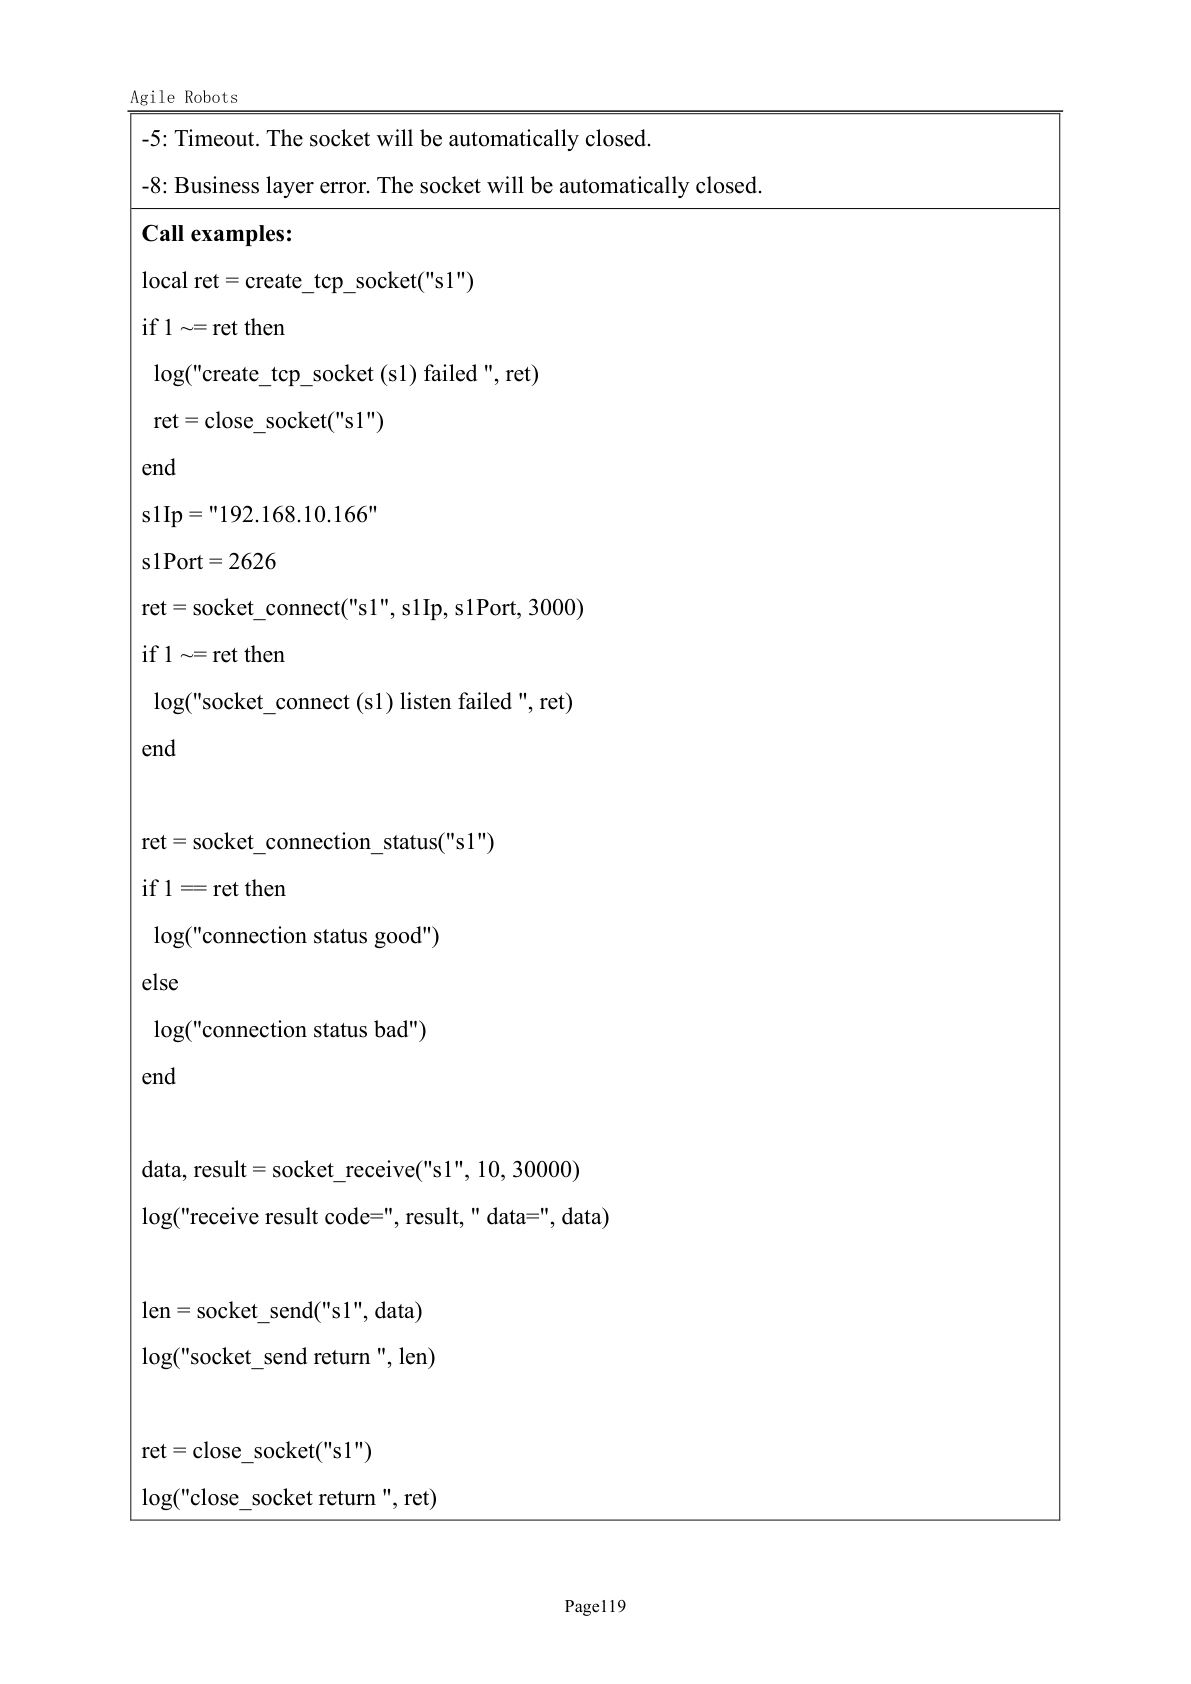 Agile Robots
-5: Timeout. The socket will be automatically closed.
-8: Business layer error. The socket will be automatically closed.
Call examples:
local ret = create_tcp_socket("s1")
if 1 ~= ret then
  log("create_tcp_socket (s1) failed ", ret)
  ret = close_socket("s1")
end
s1Ip = "192.168.10.166"
s1Port = 2626
ret = socket_connect("s1", s1Ip, s1Port, 3000)
if 1 ~= ret then
  log("socket_connect (s1) listen failed ", ret)
end
ret = socket_connection_status("s1")
if 1 == ret then
  log("connection status good")
else
  log("connection status bad")
end
data, result = socket_receive("s1", 10, 30000)
log("receive result code=", result, " data=", data)
len = socket_send("s1", data)
log("socket_send return ", len)
ret = close_socket("s1")
log("close_socket return ", ret)
Page119